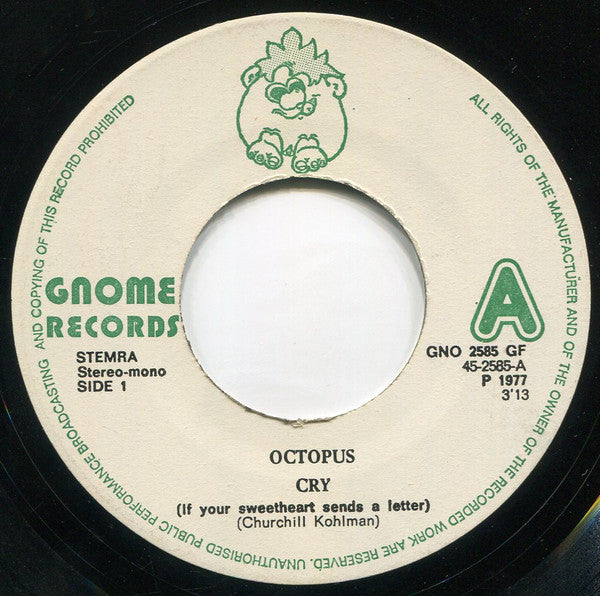 ALL RIGHTS OF THE MANUFACTURER AND OF THE OWNER OF THE RECORDED WORK ARE RESERVED. UNAUTHORISED PUBLIC PERFORMANCE BROADCASTING AND COPYING OF THIS RECORD PROHIBITED
GNOME
RECORDS
STEMRA
Stereo-mono
SIDE 1
A
GNO 2585 GF
45-2585-A
P 1977
3'13
OCTOPUS
CRY
(If your sweetheart sends a letter)
(Churchill Kohlman)